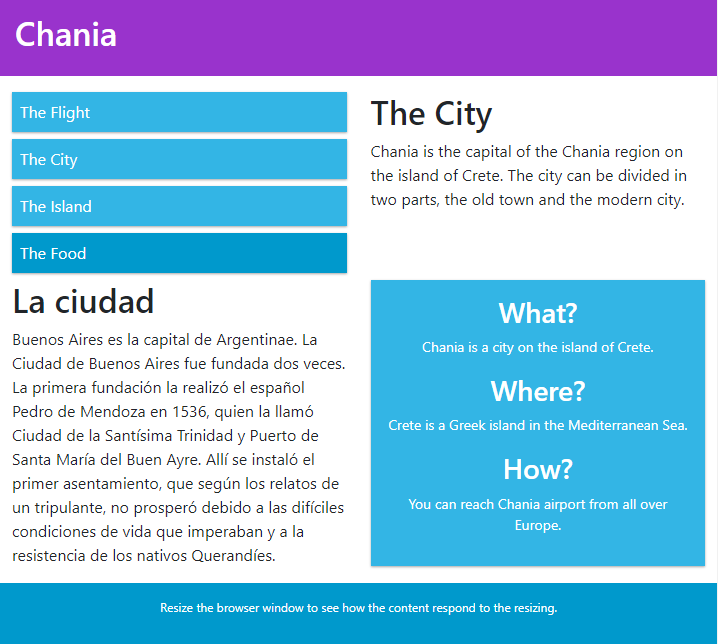 Chania
The Flight
The City
The Island
The Food
The City
Chania is the capital of the Chania region on
the island of Crete. The city can be divided in
two parts, the old town and the modern city.
La ciudad
Buenos Aires es la capital de Argentinae. La
Ciudad de Buenos Aires fue fundada dos veces.
La primera fundación la realizó el español
Pedro de Mendoza en 1536, quien la llamó
Ciudad de la Santísima Trinidad y Puerto de
Santa María del Buen Ayre. Allí se instaló el
primer asentamiento, que según los relatos de
un tripulante, no prosperó debido a las difíciles
condiciones de vida que imperaban y a la
resistencia de los nativos Querandíes.
What?
Chania is a city on the island of Crete.
Where?
Crete is a Greek island in the Mediterranean Sea.
How?
You can reach Chania airport from all over
Europe.
Resize the browser window to see how the content respond to the resizing.